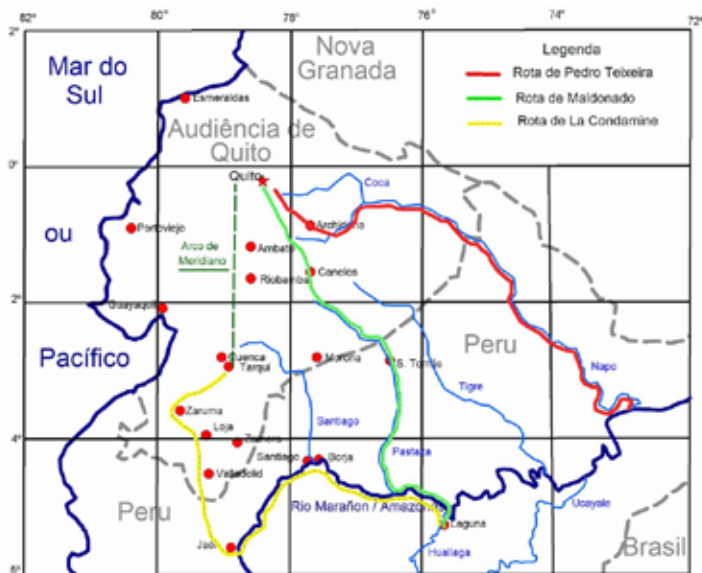 82° 80° 78° 76° 74° 72°
2°
Mar do
Sul
Nova
Granada
Legenda
Rota de Pedro Teixeira
Rota de Maldonado
Rota de La Condamine
Esmeraldas
Audiência de
Quito
0°
Quito
Coca
Archidona
Portoviejo
ou
Arco de
Meridiano
Ambato
Canelos
Riobamba
2°
Guayaquil
Pacífico
Cuenca
Tarqui
Morona
S. Tomás
Peru
Tigre
Napo
Zaruma
Loja
Zamora
Santiago
4°
Pastaza
Santiago
Borja
Valladolid
Peru
Rio Marañon / Amazonas
Laguna
Ucayale
Jaén
Huallaga
Brasil
6°